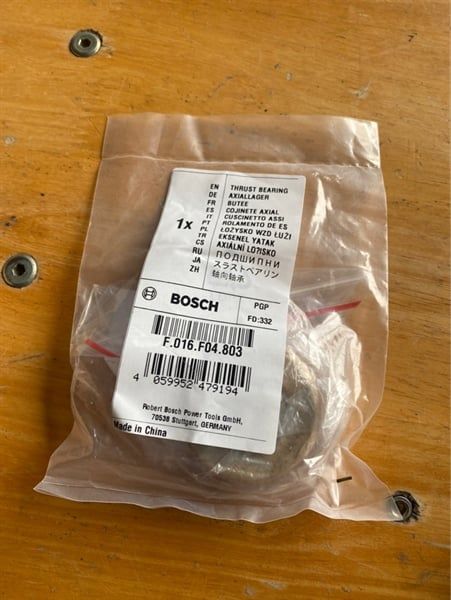 EN THRUST BEARING
DE AXIALLAGER
FR BUTEE
ES COJINETE AXIAL
IT CUSCINETTO ASSI
PT ROLAMENTO DE ES
PL ŁOŻYSKO WZD ŁUŻI
TR EKSENEL YATAK
CS AXIÁLNÍ LOŽISKO
RU ПОДШИПНИ
JA スラストベアリン
ZH 轴向轴承
1x
BOSCH
PGP
FD:332
F.016.F04.803
4 059952 479194
Robert Bosch Power Tools GmbH,
70538 Stuttgart, GERMANY
Made in China